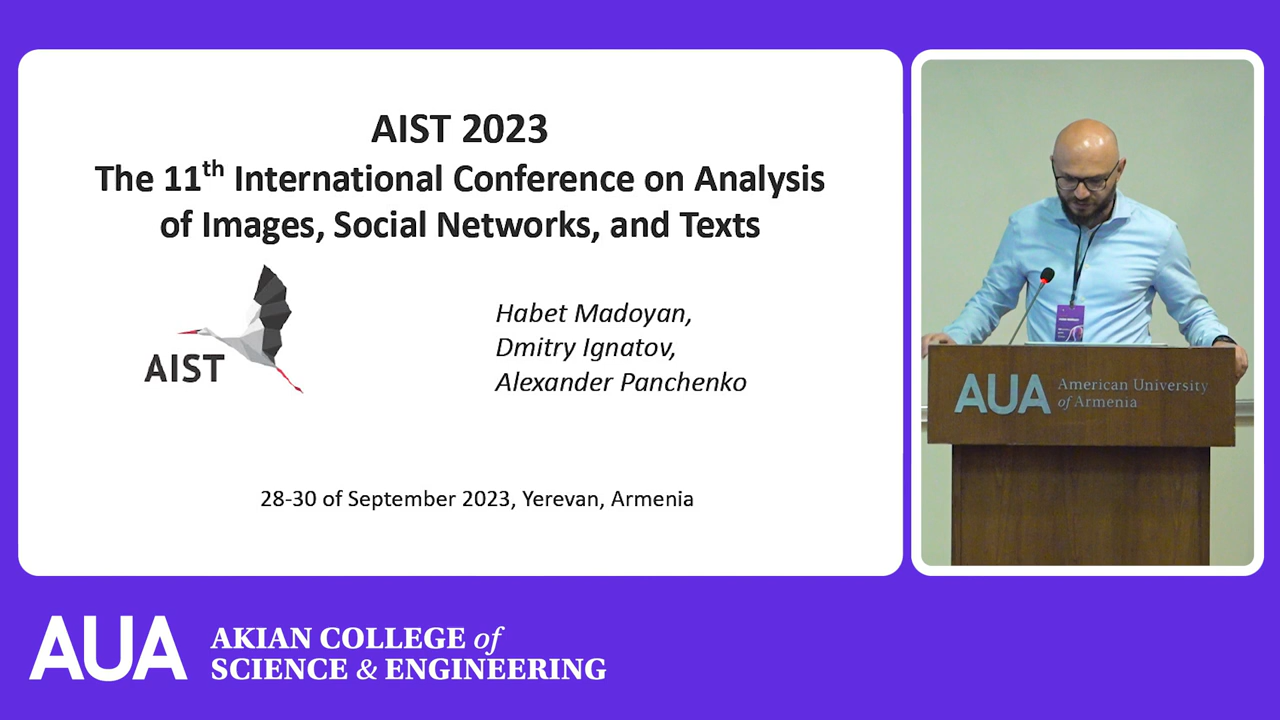 AIST 2023
The 11th International Conference on Analysis
of Images, Social Networks, and Texts
AIST
Habet Madoyan,
Dmitry Ignatov,
Alexander Panchenko
28-30 of September 2023, Yerevan, Armenia
AUA American University
of Armenia
AUA AKIAN COLLEGE of
SCIENCE & ENGINEERING